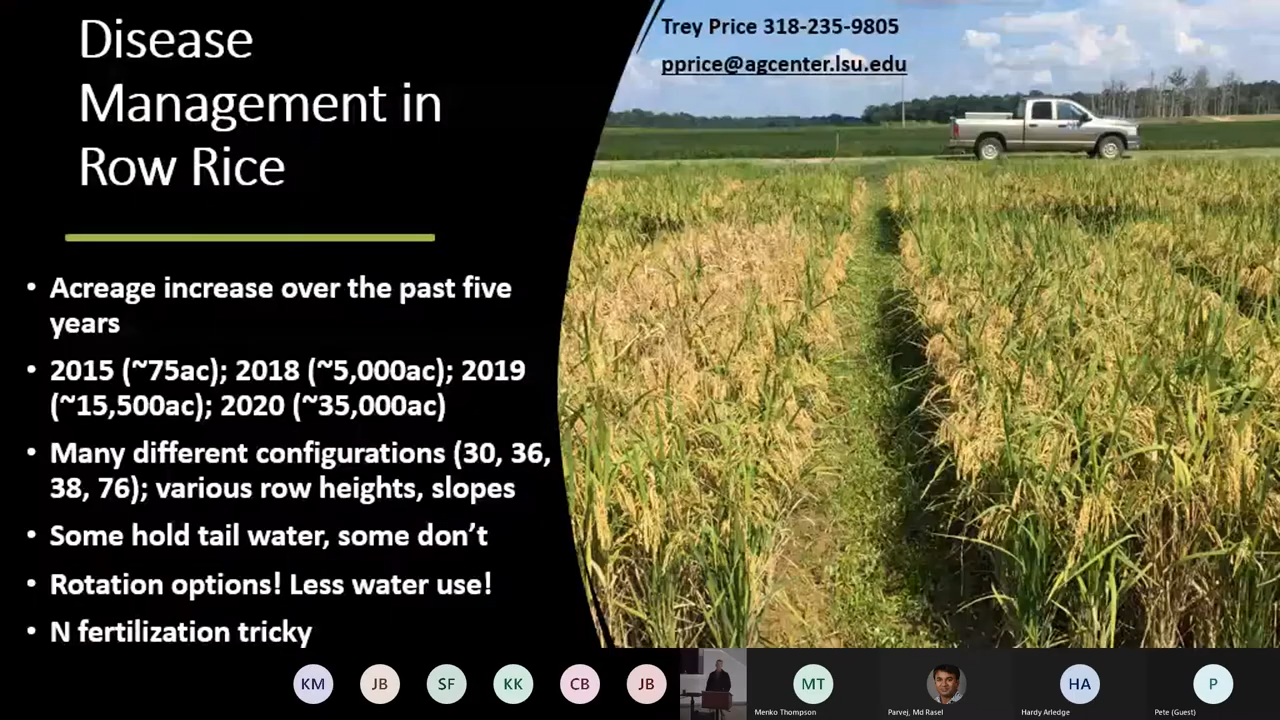 Disease
Management in
Row Rice
Trey Price 318-235-9805
pprice@agcenter.lsu.edu
• Acreage increase over the past five
years
• 2015 (~75ac); 2018 (~5,000ac); 2019
(~15,500ac); 2020 (~35,000ac)
• Many different configurations (30, 36,
38, 76); various row heights, slopes
• Some hold tail water, some don't
• Rotation options! Less water use!
• N fertilization tricky
KM JB SF KK CB JB MT HA P
Menko Thompson Parvej, Md Rasel Hardy Arledge Pete (Guest)